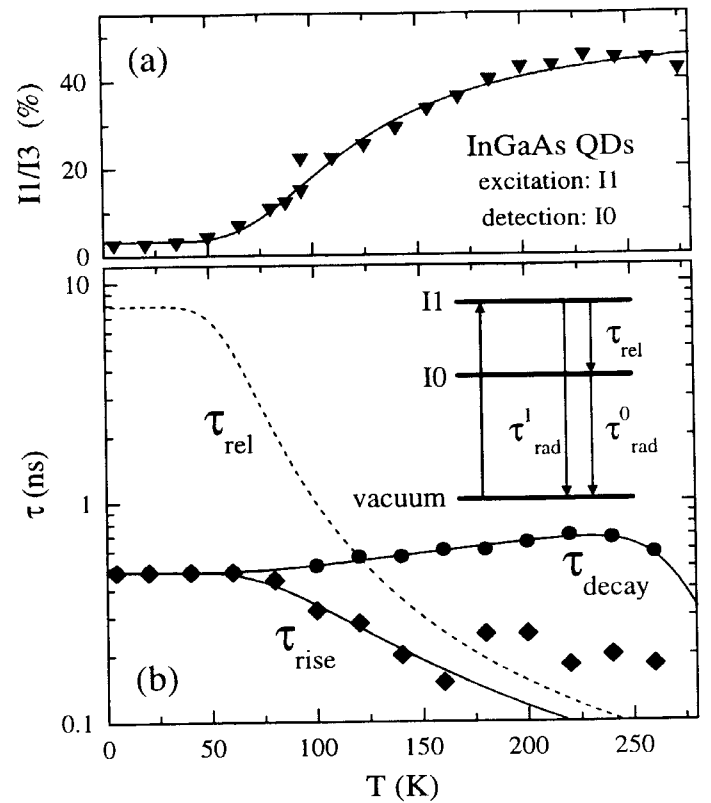 (a)
I1/I3 (%)
40
20
0
InGaAs QDs
excitation: I1
detection: I0
10
1
0.1
τ (ns)
I1
I0
vacuum
τrel
τ1rad
τ0rad
τrel
τdecay
τrise
(b)
0 50 100 150 200 250
T (K)